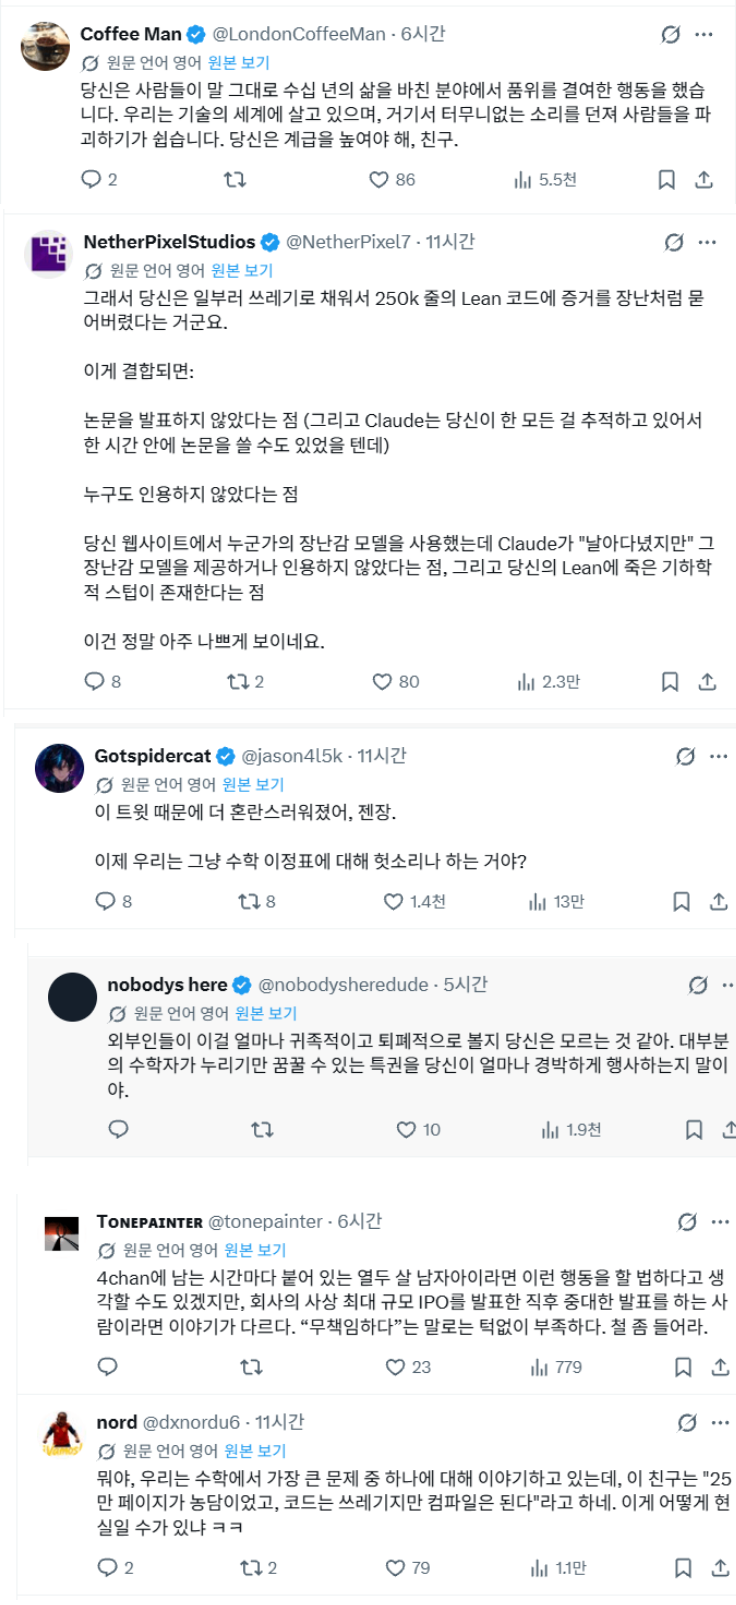 Coffee Man @LondonCoffeeMan · 6시간
원문 언어 영어 원본 보기
당신은 사람들이 말 그대로 수십 년의 삶을 바친 분야에서 품위를 결여한 행동을 했습
니다. 우리는 기술의 세계에 살고 있으며, 거기서 터무니없는 소리를 던져 사람들을 파
괴하기가 쉽습니다. 당신은 계급을 높여야 해, 친구.
2 86 5.5천
NetherPixelStudios @NetherPixel7 · 11시간
원문 언어 영어 원본 보기
그래서 당신은 일부러 쓰레기로 채워서 250k 줄의 Lean 코드에 증거를 장난처럼 묻
어버렸다는 거군요.
이게 결합되면:
논문을 발표하지 않았다는 점 (그리고 Claude는 당신이 한 모든 걸 추적하고 있어서
한 시간 안에 논문을 쓸 수도 있었을 텐데)
누구도 인용하지 않았다는 점
당신 웹사이트에서 누군가의 장난감 모델을 사용했는데 Claude가 "날아다녔지만" 그
장난감 모델을 제공하거나 인용하지 않았다는 점, 그리고 당신의 Lean에 죽은 기하학
적 스텁이 존재한다는 점
이건 정말 아주 나쁘게 보이네요.
8 2 80 2.3만
Gotspidercat @jason4l5k · 11시간
원문 언어 영어 원본 보기
이 트윗 때문에 더 혼란스러워졌어, 젠장.
이제 우리는 그냥 수학 이정표에 대해 헛소리나 하는 거야?
8 8 1.4천 13만
nobodys here @nobodysheredude · 5시간
원문 언어 영어 원본 보기
외부인들이 이걸 얼마나 귀족적이고 퇴폐적으로 볼지 당신은 모르는 것 같아. 대부분
의 수학자가 누리기만 꿈꿀 수 있는 특권을 당신이 얼마나 경박하게 행사하는지 말이
야.
10 1.9천
TONEPAINTER @tonepainter · 6시간
원문 언어 영어 원본 보기
4chan에 남는 시간마다 붙어 있는 열두 살 남자아이라면 이런 행동을 할 법하다고 생
각할 수도 있겠지만, 회사의 사상 최대 규모 IPO를 발표한 직후 중대한 발표를 하는 사
람이라면 이야기가 다르다. “무책임하다”는 말로는 턱없이 부족하다. 철 좀 들어라.
23 779
nord @dxnordu6 · 11시간
원문 언어 영어 원본 보기
뭐야, 우리는 수학에서 가장 큰 문제 중 하나에 대해 이야기하고 있는데, 이 친구는 "25
만 페이지가 농담이었고, 코드는 쓰레기지만 컴파일은 된다"라고 하네. 이게 어떻게 현
실일 수가 있냐 ㅋㅋ
2 2 79 1.1만